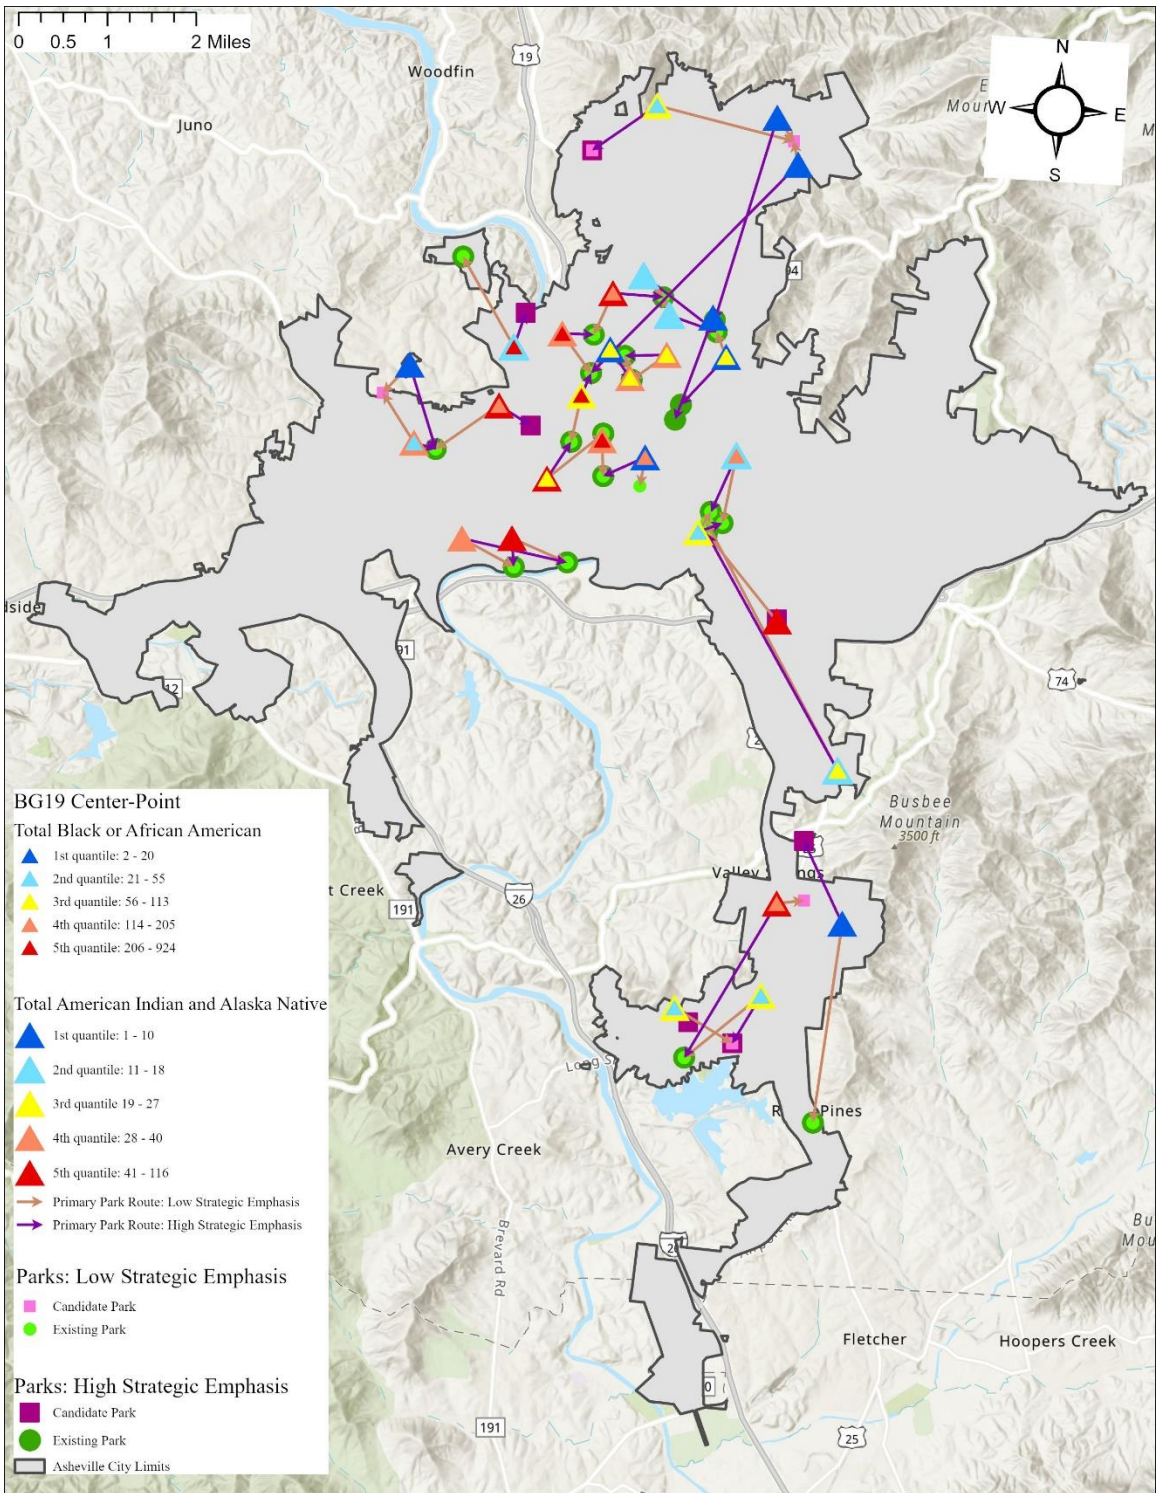 0 0.5 1 2 Miles
19
Woodfin
N
W
E
S
Juno
12
91
74
BG19 Center-Point
Total Black or African American
1st quantile: 2 - 20
2nd quantile: 21 - 55
3rd quantile: 56 - 113
4th quantile: 114 - 205
5th quantile: 206 - 924
Total American Indian and Alaska Native
1st quantile: 1 - 10
2nd quantile: 11 - 18
3rd quantile 19 - 27
4th quantile: 28 - 40
5th quantile: 41 - 116
Primary Park Route: Low Strategic Emphasis
Primary Park Route: High Strategic Emphasis
Parks: Low Strategic Emphasis
Candidate Park
Existing Park
Parks: High Strategic Emphasis
Candidate Park
Existing Park
Asheville City Limits
Busbee
Mountain
3500 ft
t Creek
191
26
Avery Creek
Brevard Rd
Fletcher
Hoopers Creek
191
25